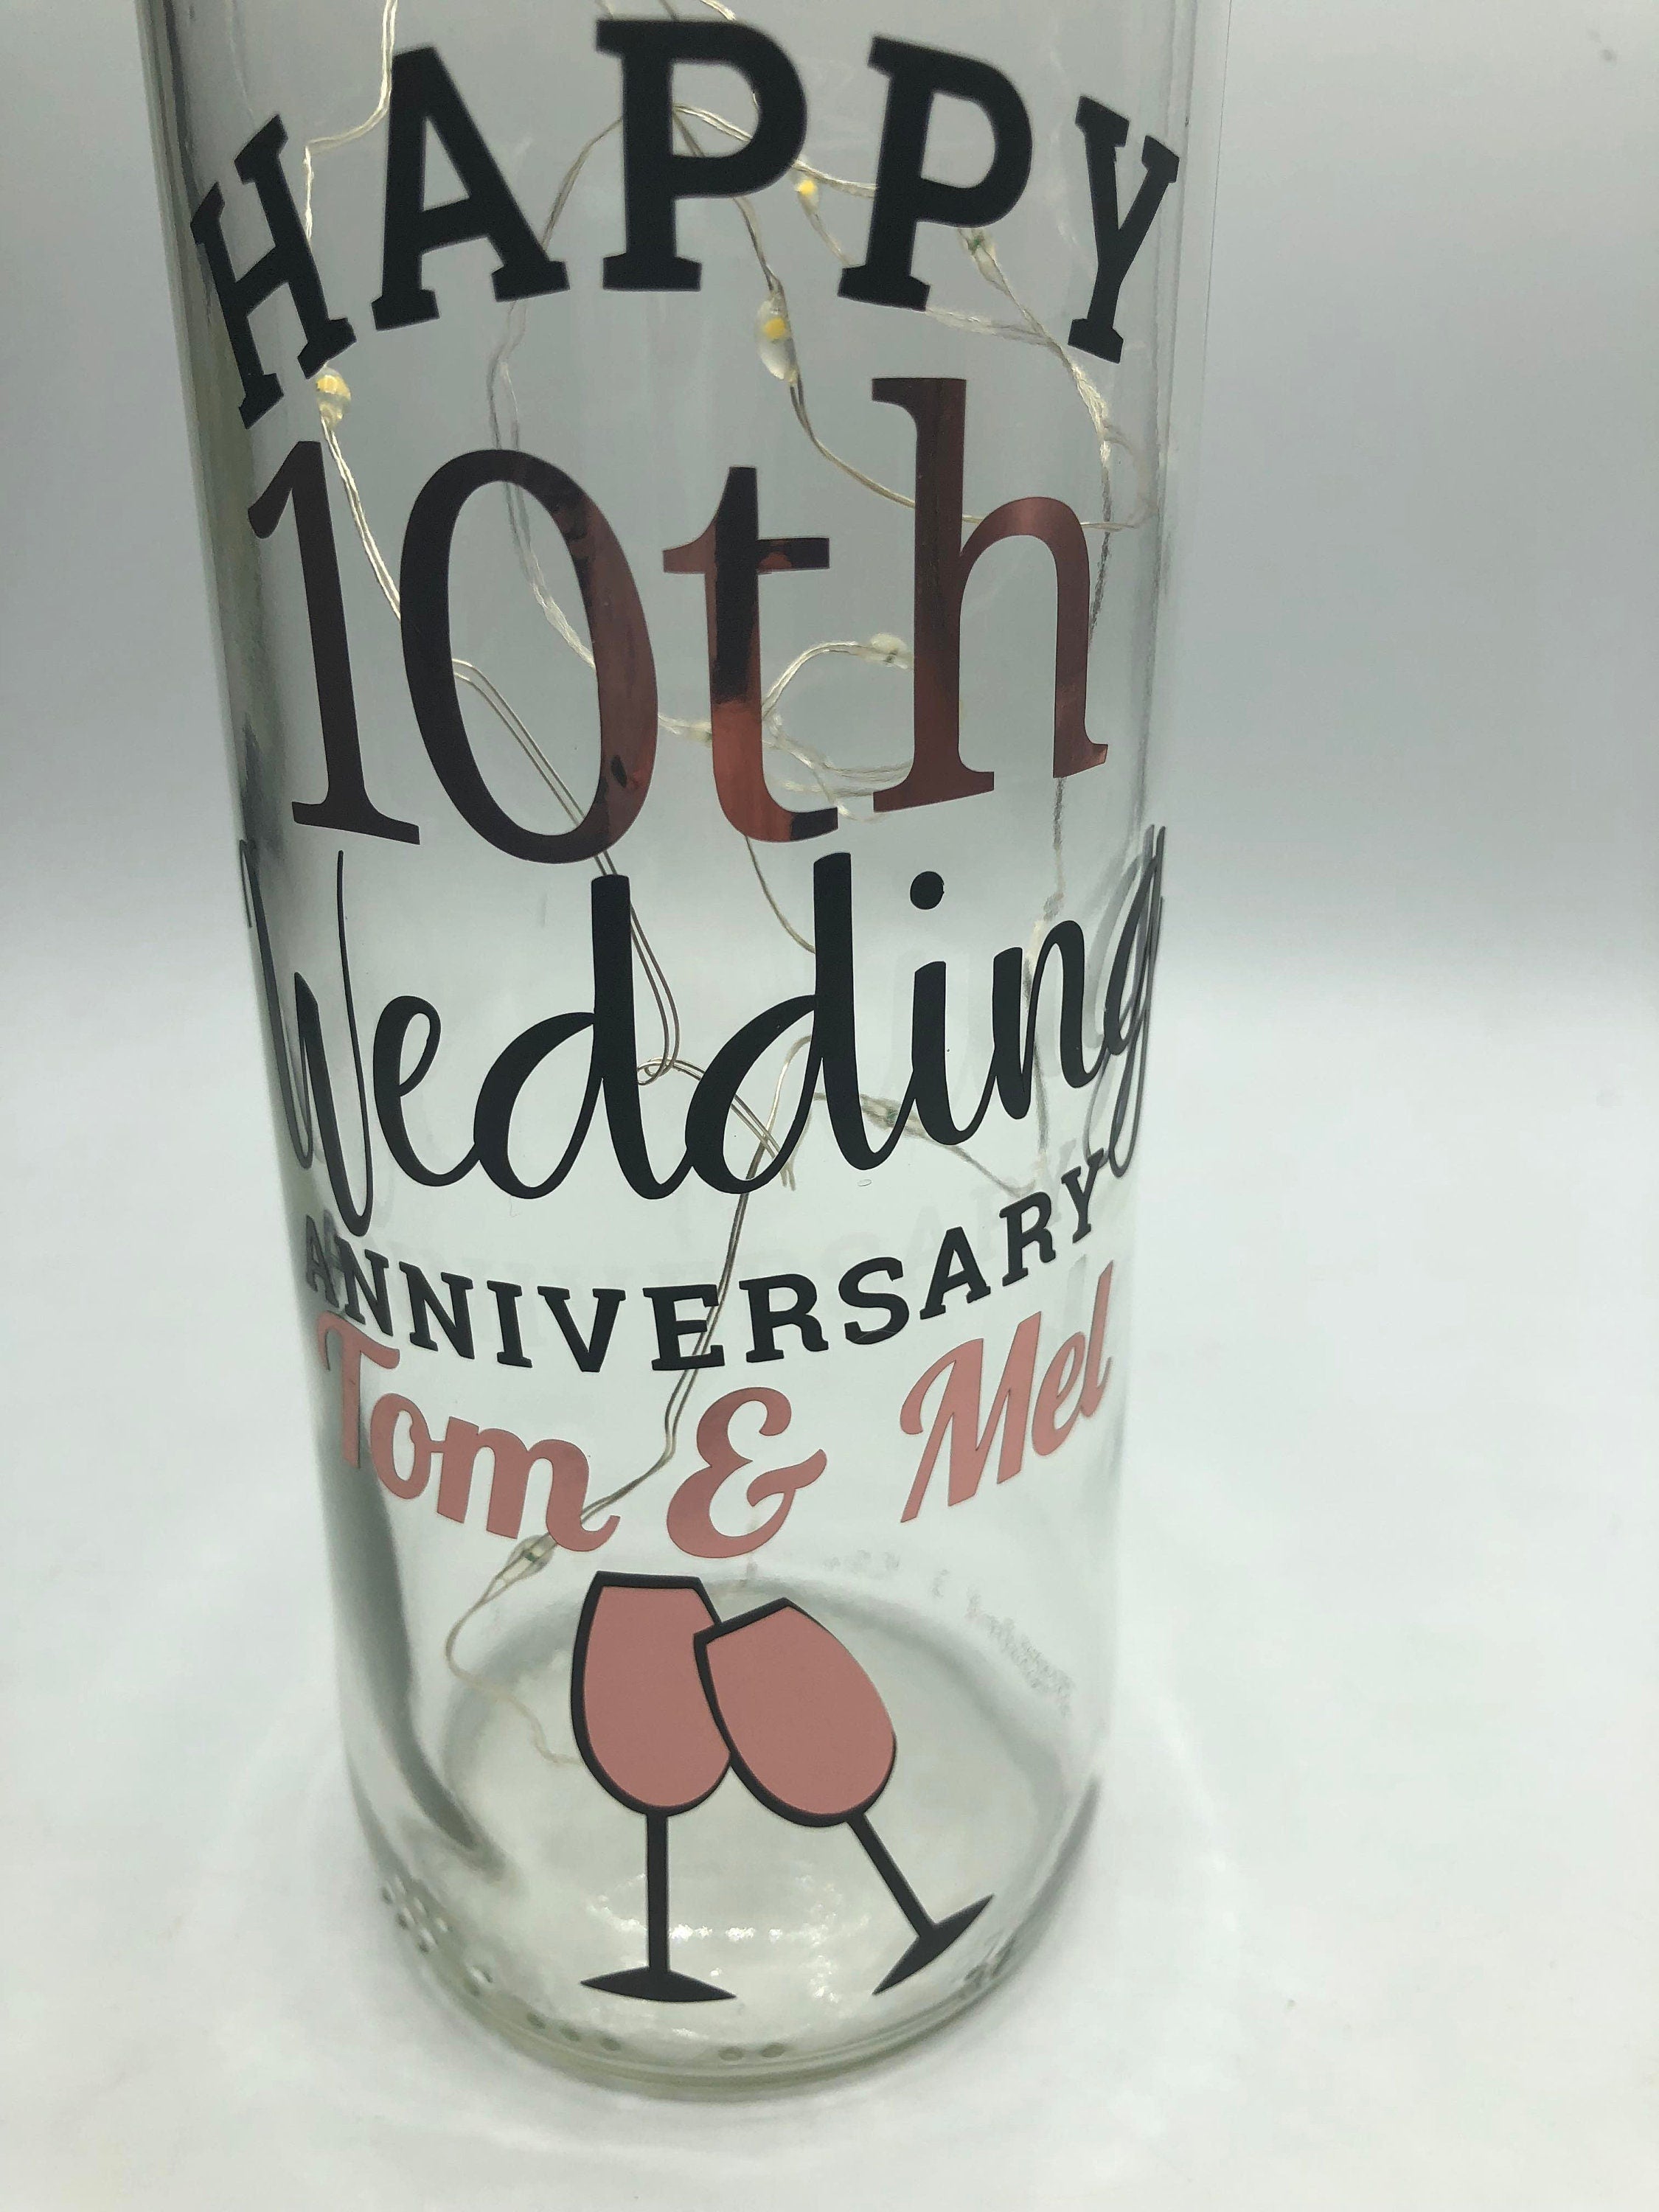 HAPPY
10th
Wedding
ANNIVERSARY
Tom & Mel